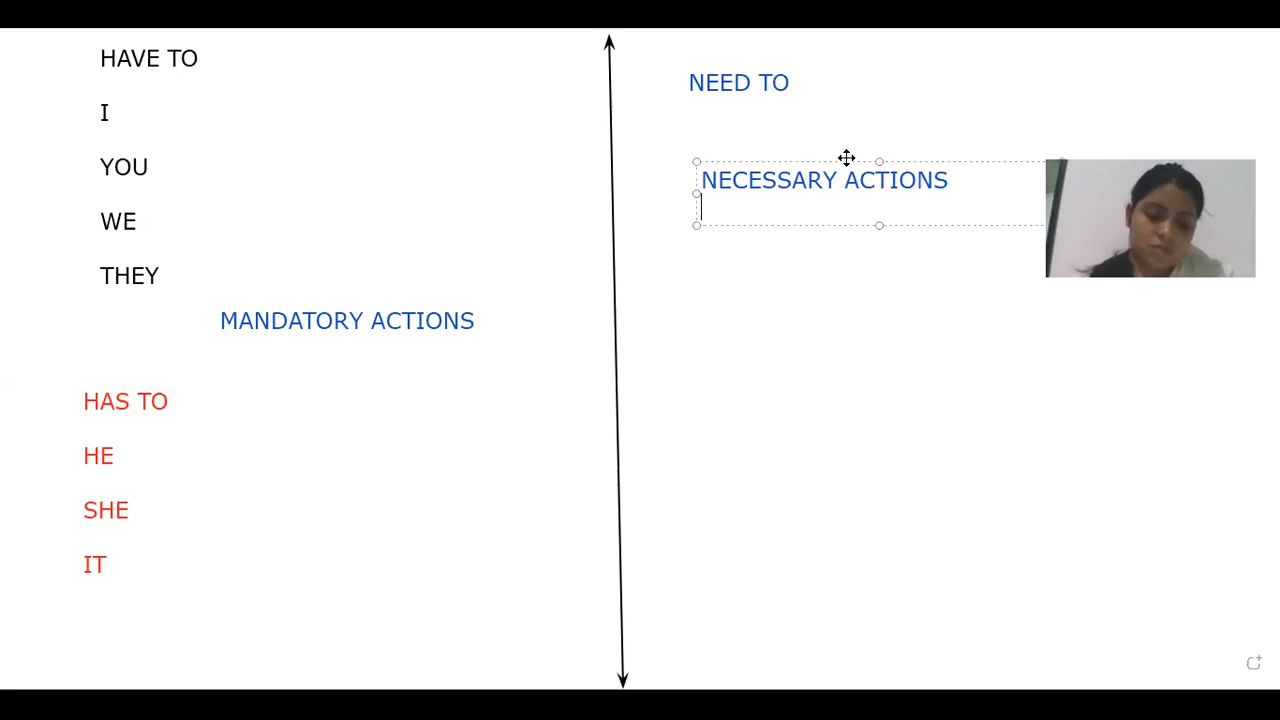 HAVE TO
I
YOU
WE
THEY
MANDATORY ACTIONS
HAS TO
HE
SHE
IT
NEED TO
NECESSARY ACTIONS